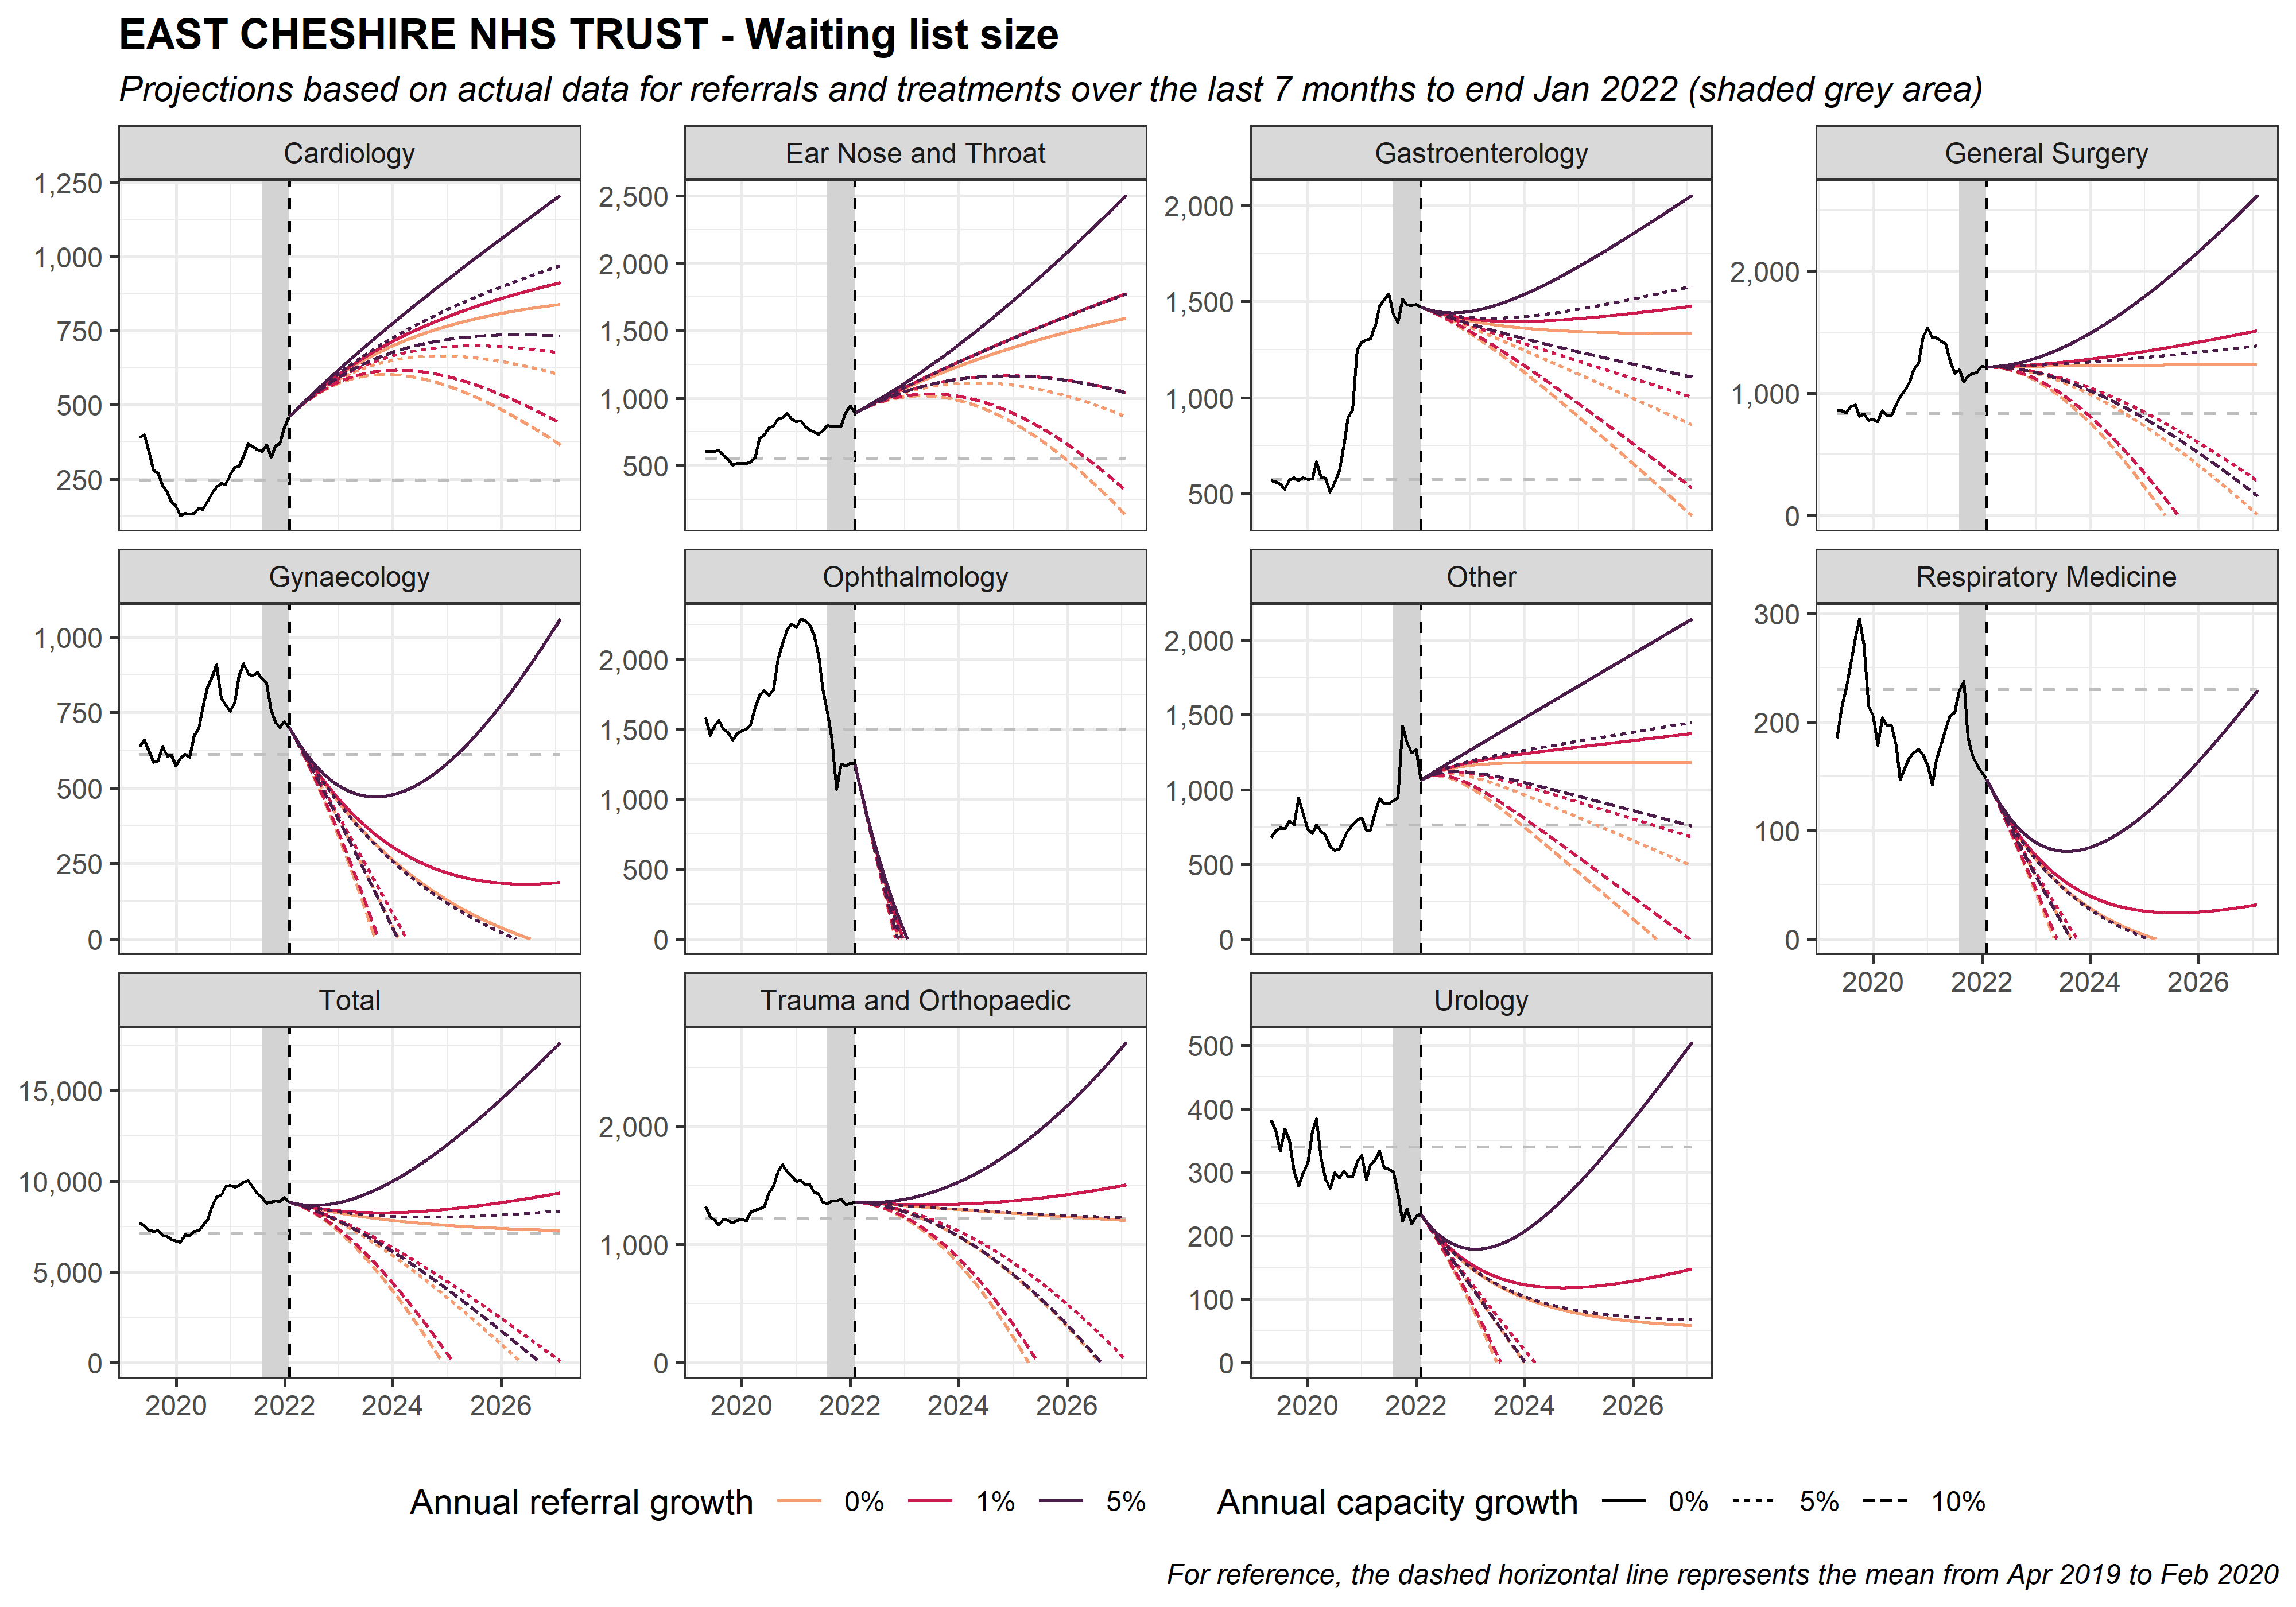 EAST CHESHIRE NHS TRUST - Waiting list size
Projections based on actual data for referrals and treatments over the last 7 months to end Jan 2022 (shaded grey area)
Cardiology
1,250
1,000
750
500
250
Ear Nose and Throat
2,500
2,000
1,500
1,000
500
Gastroenterology
2,000
1,500
1,000
500
General Surgery
2,000
1,000
0
Gynaecology
1,000
750
500
250
0
Ophthalmology
2,000
1,500
1,000
500
0
Other
2,000
1,500
1,000
500
0
Respiratory Medicine
300
200
100
0
2020 2022 2024 2026
Total
15,000
10,000
5,000
0
2020 2022 2024 2026
Trauma and Orthopaedic
2,000
1,000
0
2020 2022 2024 2026
Urology
500
400
300
200
100
0
2020 2022 2024 2026
Annual referral growth 0% 1% 5%
Annual capacity growth 0% 5% 10%
For reference, the dashed horizontal line represents the mean from Apr 2019 to Feb 2020